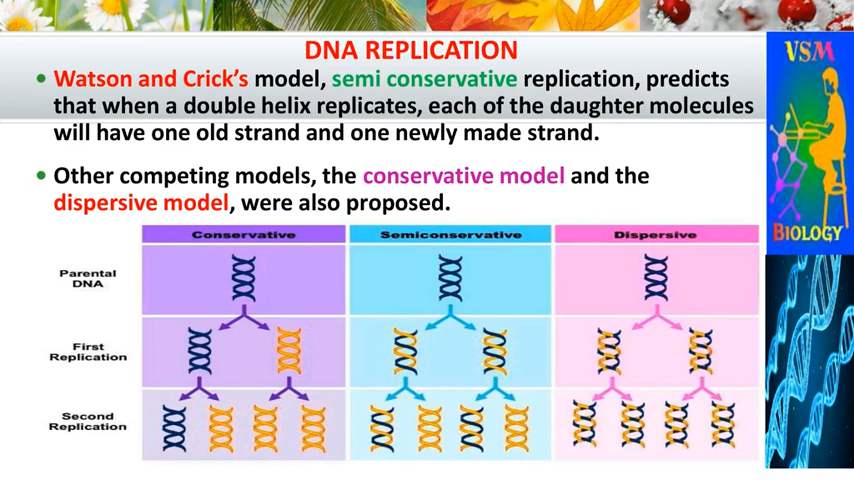 DNA REPLICATION
• Watson and Crick's model, semi conservative replication, predicts
that when a double helix replicates, each of the daughter molecules
will have one old strand and one newly made strand.
• Other competing models, the conservative model and the
dispersive model, were also proposed.
VSM
BIOLOGY
Conservative Semiconservative Dispersive
Parental
DNA
First
Replication
Second
Replication